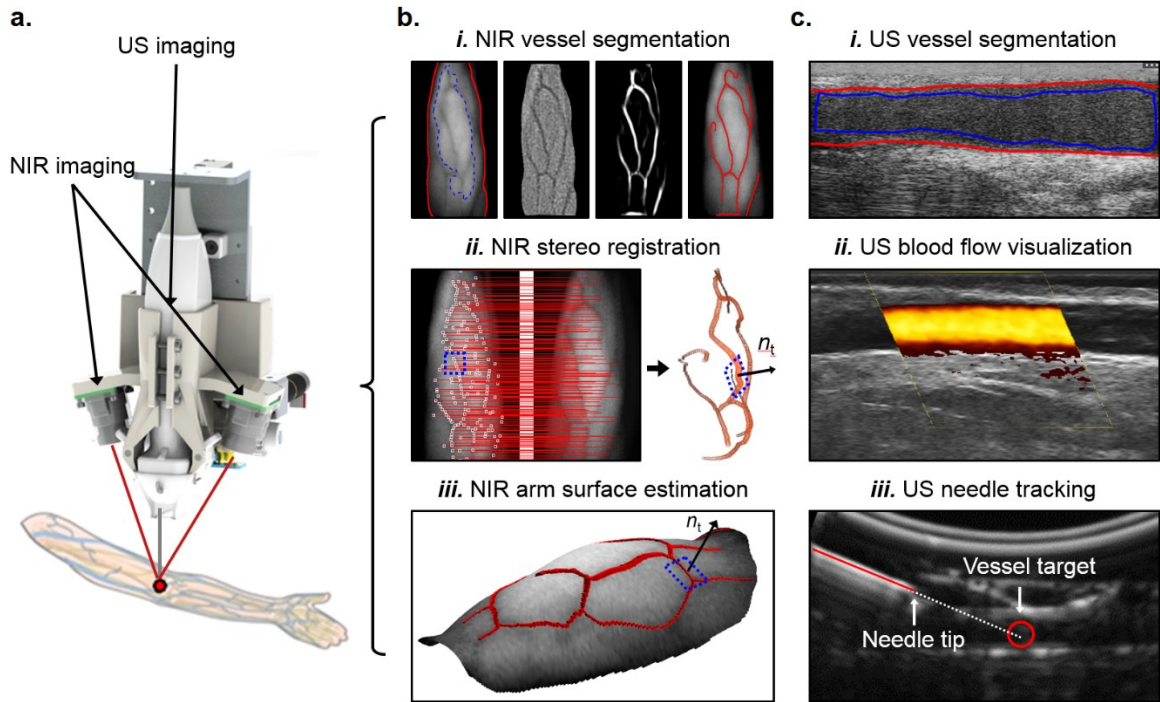 a.
US imaging
NIR imaging
b.
i. NIR vessel segmentation
ii. NIR stereo registration
nt
iii. NIR arm surface estimation
nt
c.
i. US vessel segmentation
ii. US blood flow visualization
iii. US needle tracking
Vessel target
Needle tip